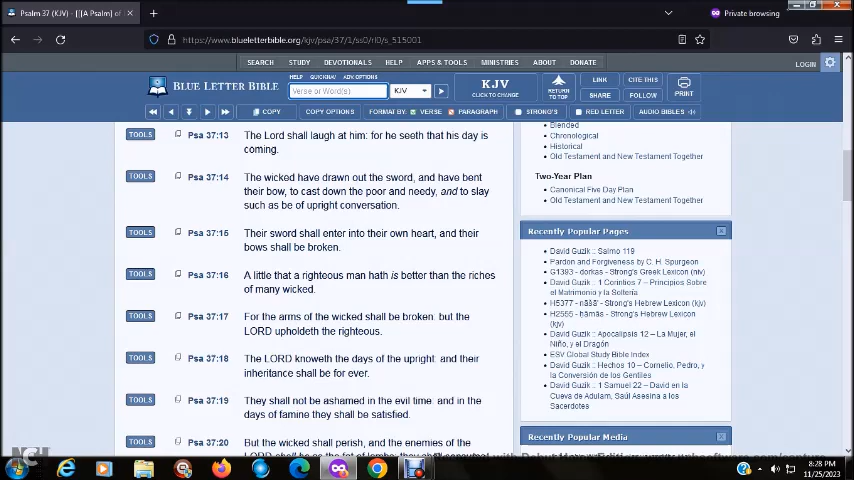 Psalm 37 (KJV) - [[[A Psalm] of
Private browsing
https://www.blueletterbible.org/kjv/psa/37/1/ss0/rl0/s_515001
SEARCH STUDY DEVOTIONALS HELP APPS & TOOLS MINISTRIES ABOUT DONATE
LOGIN
HELP QUICKNAV ADV. OPTIONS
BLUE LETTER BIBLE
Verse or Word(s)
KJV
KJV
CLICK TO CHANGE
RETURN
TO TOP
LINK
CITE THIS
SHARE
FOLLOW
PRINT
COPY COPY OPTIONS FORMAT BY: VERSE PARAGRAPH STRONG'S RED LETTER AUDIO BIBLES
TOOLS Psa 37:13 The Lord shall laugh at him: for he seeth that his day is
coming.
TOOLS Psa 37:14 The wicked have drawn out the sword, and have bent
their bow, to cast down the poor and needy, and to slay
such as be of upright conversation.
TOOLS Psa 37:15 Their sword shall enter into their own heart, and their
bows shall be broken.
TOOLS Psa 37:16 A little that a righteous man hath is better than the riches
of many wicked.
TOOLS Psa 37:17 For the arms of the wicked shall be broken: but the
LORD upholdeth the righteous.
TOOLS Psa 37:18 The LORD knoweth the days of the upright: and their
inheritance shall be for ever.
TOOLS Psa 37:19 They shall not be ashamed in the evil time: and in the
days of famine they shall be satisfied.
TOOLS Psa 37:20 But the wicked shall perish, and the enemies of the
Blended
Chronological
Historical
Old Testament and New Testament Together
Two-Year Plan
Canonical Five Day Plan
Old Testament and New Testament Together
Recently Popular Pages
David Guzik :: Salmo 119
Pardon and Forgiveness by C. H. Spurgeon
G1393 - dorkas - Strong's Greek Lexicon (niv)
David Guzik :: 1 Corintios 7 – Principios Sobre
el Matrimonio y la Soltería
H5377 - nāšā' - Strong's Hebrew Lexicon (kjv)
H2555 - ḥāmās - Strong's Hebrew Lexicon
(kjv)
David Guzik :: Apocalipsis 12 – La Mujer, el
Niño, y el Dragón
ESV Global Study Bible Index
David Guzik :: Hechos 10 – Cornelio, Pedro, y
la Conversión de los Gentiles
David Guzik :: 1 Samuel 22 – David en la
Cueva de Adulam, Saúl Asesina a los
Sacerdotes
Recently Popular Media
NCH
8:28 PM
11/25/2023